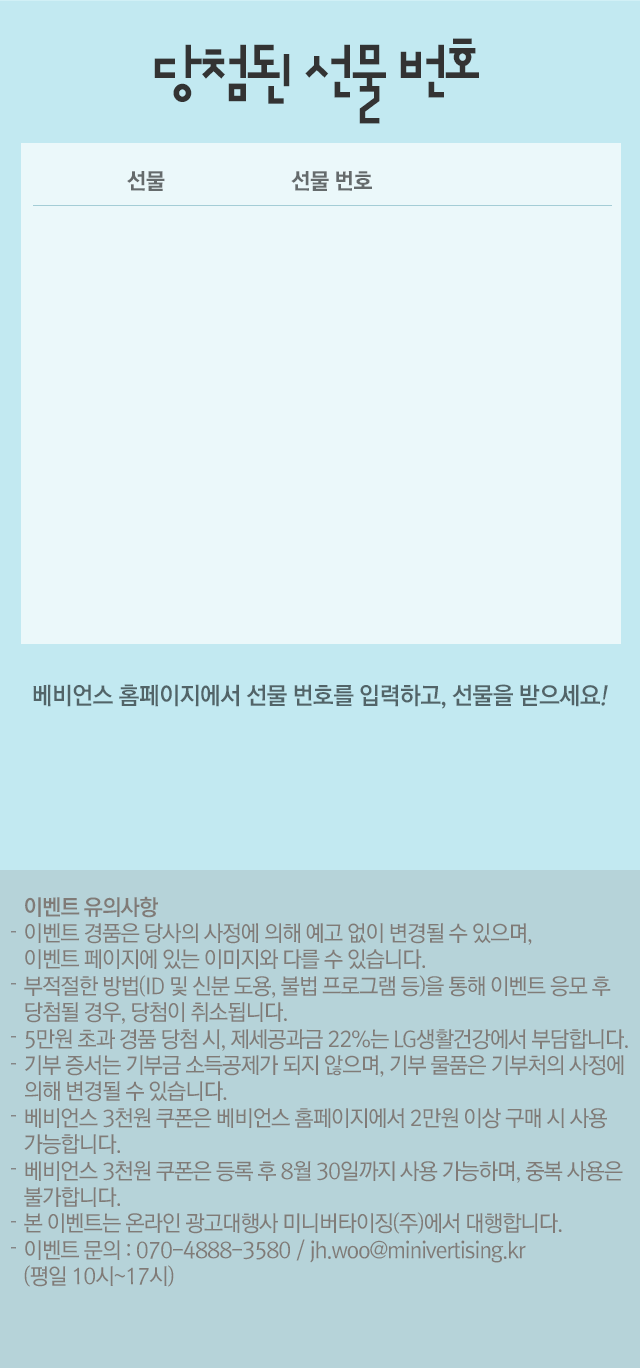 당첨된 선물 번호
선물 선물 번호
베비언스 홈페이지에서 선물 번호를 입력하고, 선물을 받으세요!
이벤트 유의사항
- 이벤트 경품은 당사의 사정에 의해 예고 없이 변경될 수 있으며,
이벤트 페이지에 있는 이미지와 다를 수 있습니다.
- 부적절한 방법(ID 및 신분 도용, 불법 프로그램 등)을 통해 이벤트 응모 후
당첨될 경우, 당첨이 취소됩니다.
- 5만원 초과 경품 당첨 시, 제세공과금 22%는 LG생활건강에서 부담합니다.
- 기부 증서는 기부금 소득공제가 되지 않으며, 기부 물품은 기부처의 사정에
의해 변경될 수 있습니다.
- 베비언스 3천원 쿠폰은 베비언스 홈페이지에서 2만원 이상 구매 시 사용
가능합니다.
- 베비언스 3천원 쿠폰은 등록 후 8월 30일까지 사용 가능하며, 중복 사용은
불가합니다.
- 본 이벤트는 온라인 광고대행사 미니버타이징(주)에서 대행합니다.
- 이벤트 문의 : 070-4888-3580 / jh.woo@minivertising.kr
(평일 10시~17시)